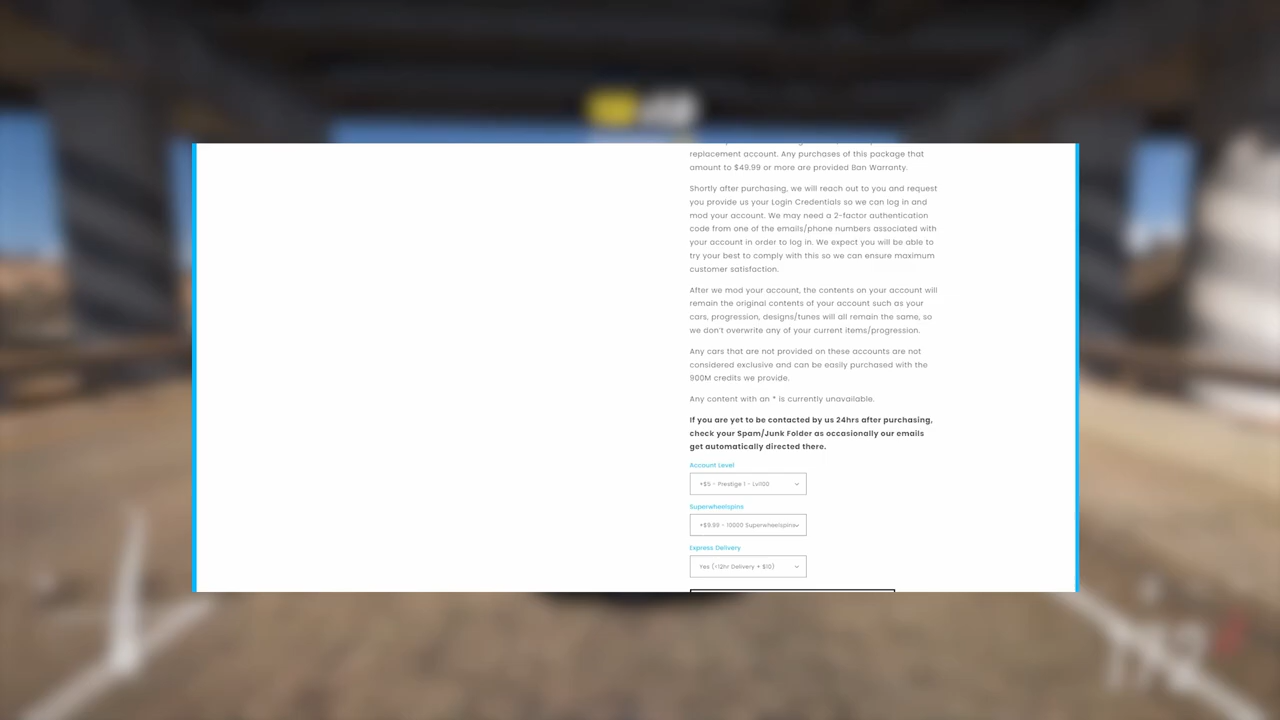 replacement account. Any purchases of this package that
amount to $49.99 or more are provided Ban Warranty.
Shortly after purchasing, we will reach out to you and request
you provide us your Login Credentials so we can log in and
mod your account. We may need a 2-factor authentication
code from one of the emails/phone numbers associated with
your account in order to log in. We expect you will be able to
try your best to comply with this so we can ensure maximum
customer satisfaction.
After we mod your account, the contents on your account will
remain the original contents of your account such as your
cars, progression, designs/tunes will all remain the same, so
we don't overwrite any of your current items/progression.
Any cars that are not provided on these accounts are not
considered exclusive and can be easily purchased with the
900M credits we provide.
Any content with an * is currently unavailable.
If you are yet to be contacted by us 24hrs after purchasing,
check your Spam/Junk Folder as occasionally our emails
get automatically directed there.
Account Level
+$5 - Prestige 1 - Lvl100
Superwheelspins
+$9.99 - 10000 Superwheelspins
Express Delivery
Yes (>12hr Delivery + $10)